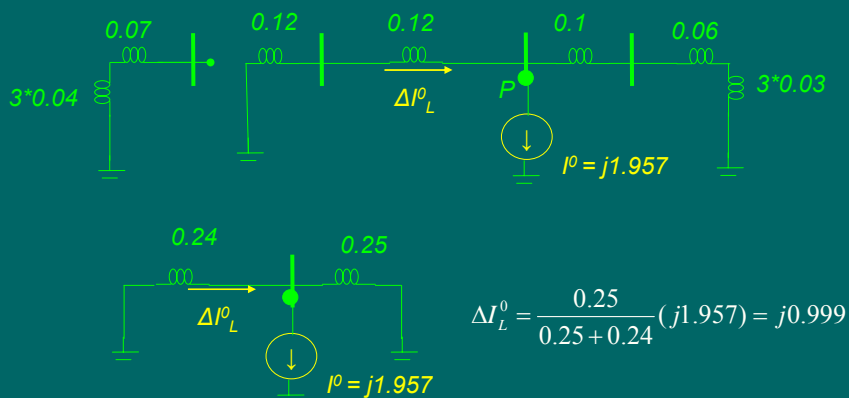 0.07 0.12 0.12 0.1 0.06
3*0.04 ΔI⁰L P 3*0.03
↓
I⁰ = j1.957
0.24 0.25
ΔI⁰L
↓
I⁰ = j1.957
ΔI_L^0 = 0.25 / (0.25 + 0.24) (j1.957) = j0.999